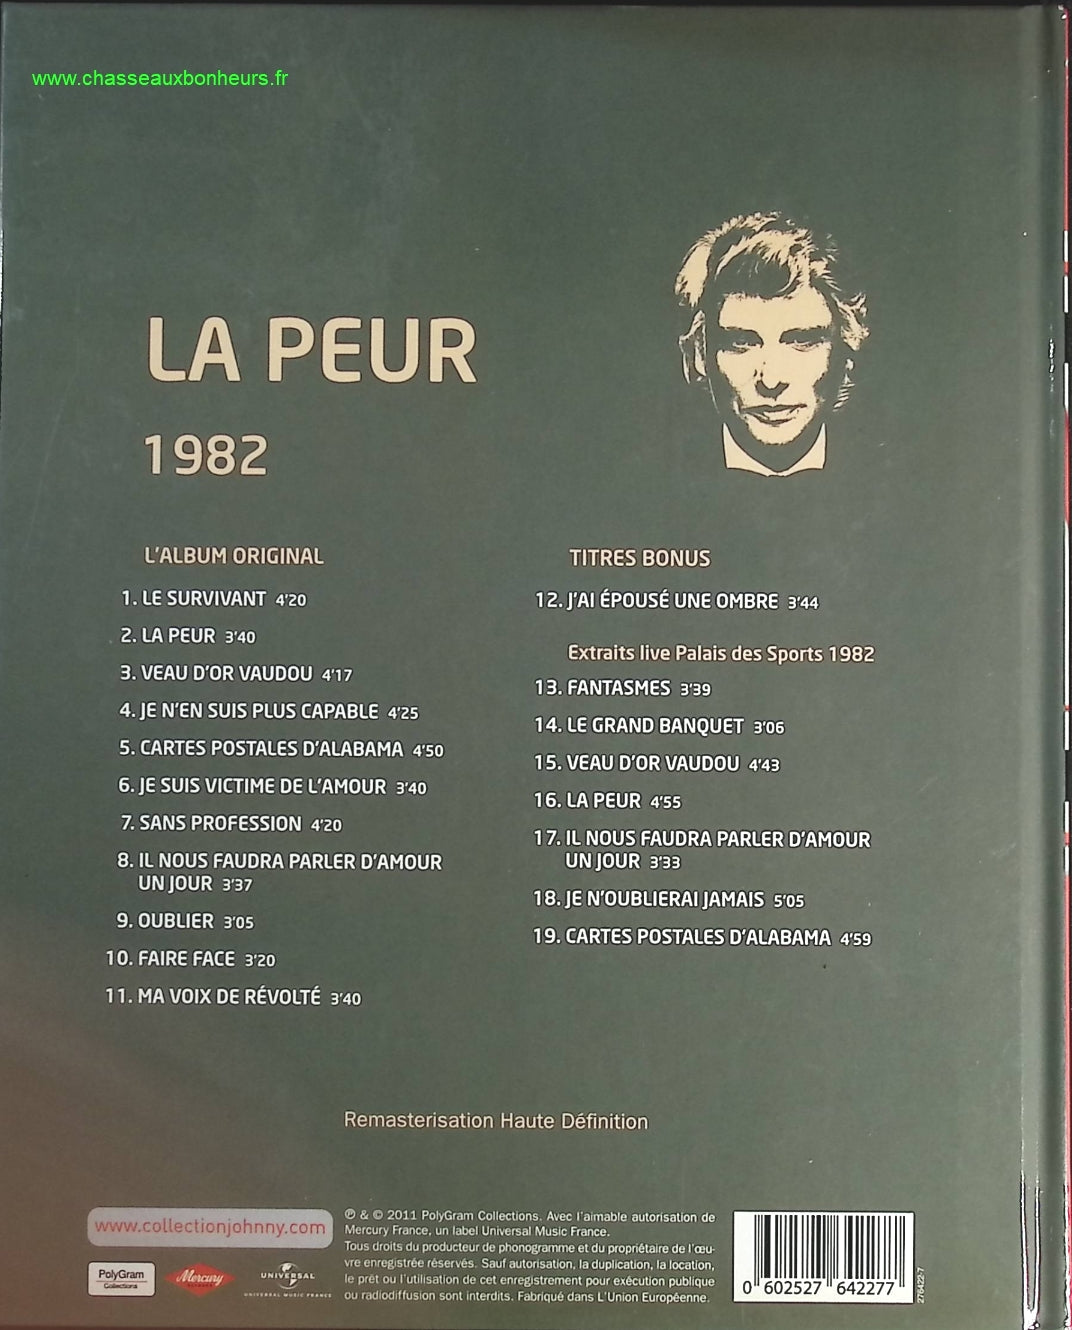 www.chasseauxbonheurs.fr
LA PEUR
1982
L'ALBUM ORIGINAL
1. LE SURVIVANT 4'20
2. LA PEUR 3'40
3. VEAU D'OR VAUDOU 4'17
4. JE N'EN SUIS PLUS CAPABLE 4'25
5. CARTES POSTALES D'ALABAMA 4'50
6. JE SUIS VICTIME DE L'AMOUR 3'40
7. SANS PROFESSION 4'20
8. IL NOUS FAUDRA PARLER D'AMOUR
UN JOUR 3'37
9. OUBLIER 3'05
10. FAIRE FACE 3'20
11. MA VOIX DE RÉVOLTÉ 3'40
TITRES BONUS
12. J'AI ÉPOUSÉ UNE OMBRE 3'44
Extraits live Palais des Sports 1982
13. FANTASMES 3'39
14. LE GRAND BANQUET 3'06
15. VEAU D'OR VAUDOU 4'43
16. LA PEUR 4'55
17. IL NOUS FAUDRA PARLER D'AMOUR
UN JOUR 3'33
18. JE N'OUBLIERAI JAMAIS 5'05
19. CARTES POSTALES D'ALABAMA 4'59
Remasterisation Haute Définition
www.collectionjohnny.com
PolyGram
Collections
Mercury
UNIVERSAL
UNIVERSAL MUSIC FRANCE
℗ & © 2011 PolyGram Collections. Avec l'aimable autorisation de
Mercury France, un label Universal Music France.
Tous droits du producteur de phonogramme et du propriétaire de l'œu-
vre enregistrée réservés. Sauf autorisation, la duplication, la location,
le prêt ou l'utilisation de cet enregistrement pour exécution publique
ou radiodiffusion sont interdits. Fabriqué dans L'Union Européenne.
0 602527 642277
276422-7